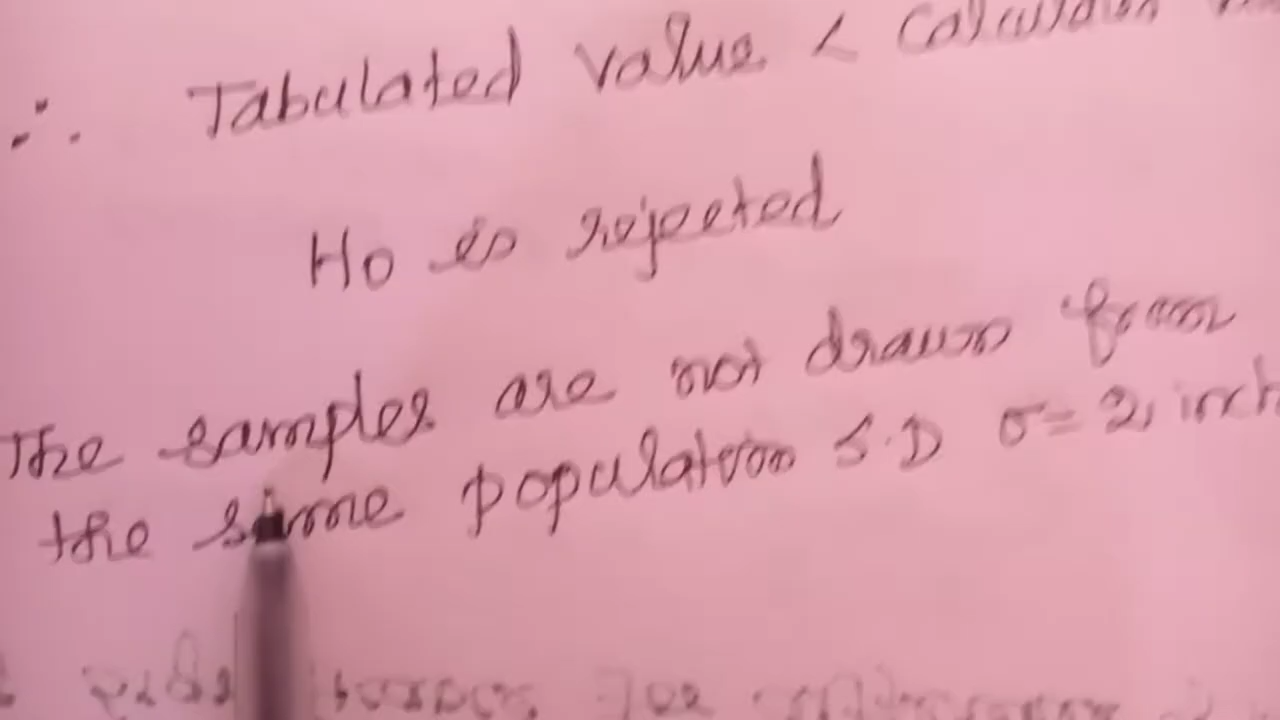 ∴ Tabulated value < Calculated
Ho is rejected
The samples are not drawn from
the same population S.D σ = 2, inch